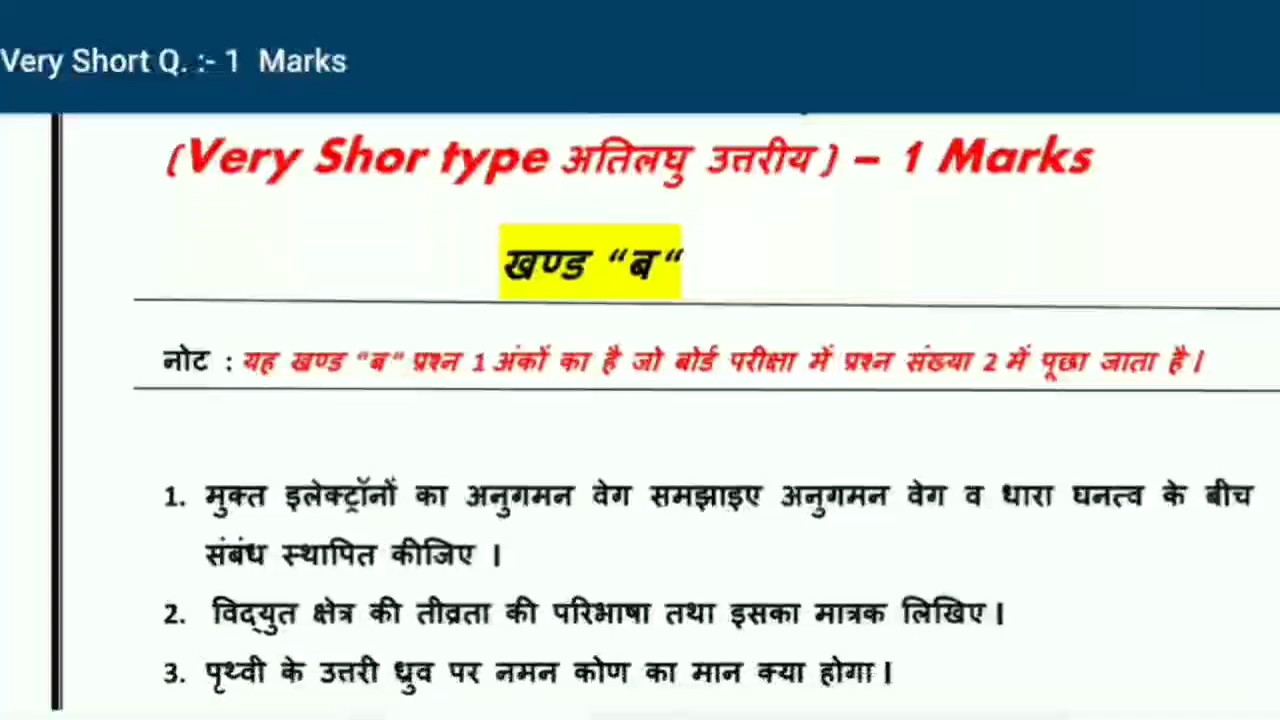 Very Short Q. :- 1 Marks
(Very Shor type अतिलघु उत्तरीय) – 1 Marks
खण्ड “ब“
नोट : यह खण्ड “ब“ प्रश्न 1 अंकों का है जो बोर्ड परीक्षा में प्रश्न संख्या 2 में पूछा जाता है।
1. मुक्त इलेक्ट्रॉनों का अनुगमन वेग समझाइए अनुगमन वेग व धारा घनत्व के बीच
संबंध स्थापित कीजिए ।
2. विद्युत क्षेत्र की तीव्रता की परिभाषा तथा इसका मात्रक लिखिए।
3. पृथ्वी के उत्तरी ध्रुव पर नमन कोण का मान क्या होगा।